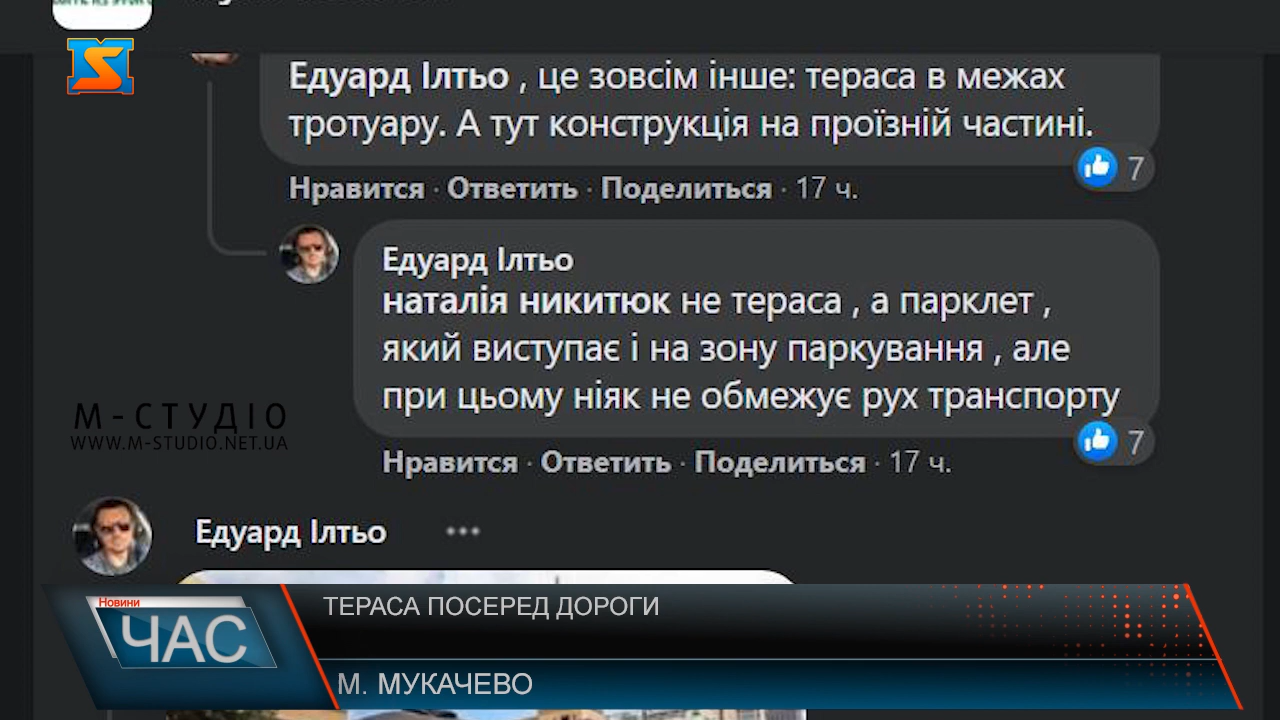 Едуард Ілтьо , це зовсім інше: тераса в межах
тротуару. А тут конструкція на проїзній частині.
7
Нравится · Ответить · Поделиться · 17 ч.
Едуард Ілтьо
наталія никитюк не тераса , а парклет ,
який виступає і на зону паркування , але
при цьому ніяк не обмежує рух транспорту
7
Нравится · Ответить · Поделиться · 17 ч.
М-СТУДІО
WWW.M-STUDIO.NET.UA
Едуард Ілтьо
Новини
ЧАС
ТЕРАСА ПОСЕРЕД ДОРОГИ
М. МУКАЧЕВО